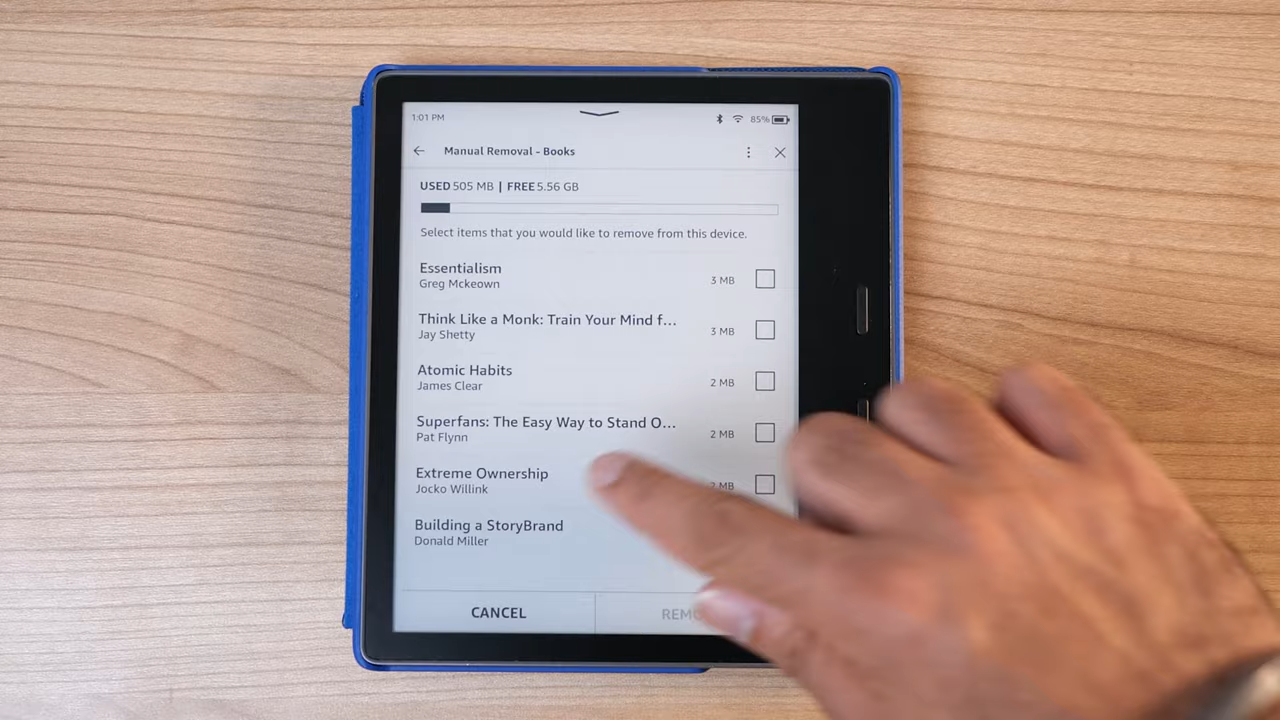 1:01 PM 85%
Manual Removal - Books
USED 505 MB | FREE 5.56 GB
Select items that you would like to remove from this device.
Essentialism
Greg Mckeown
3 MB
Think Like a Monk: Train Your Mind f...
Jay Shetty
3 MB
Atomic Habits
James Clear
2 MB
Superfans: The Easy Way to Stand O...
Pat Flynn
2 MB
Extreme Ownership
Jocko Willink
2 MB
Building a StoryBrand
Donald Miller
CANCEL